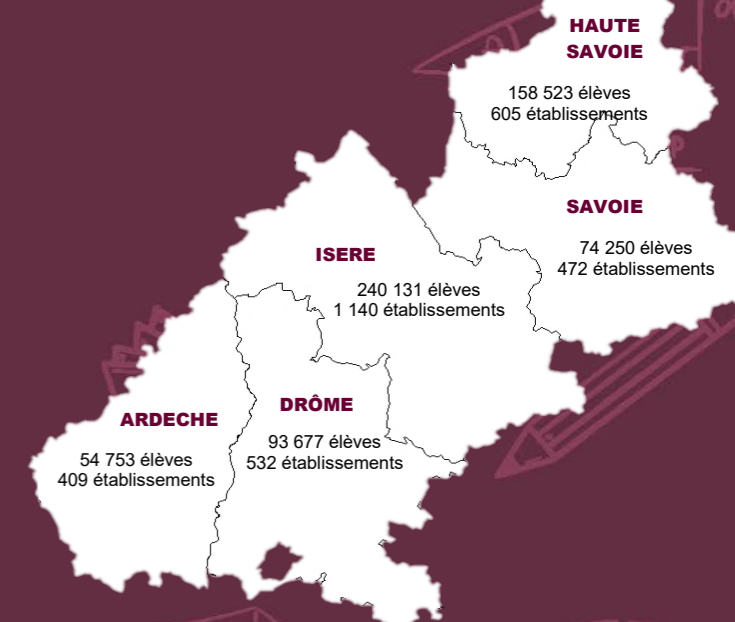 HAUTE
SAVOIE
158 523 élèves
605 établissements
SAVOIE
74 250 élèves
472 établissements
ISERE
240 131 élèves
1 140 établissements
DRÔME
93 677 élèves
532 établissements
ARDECHE
54 753 élèves
409 établissements